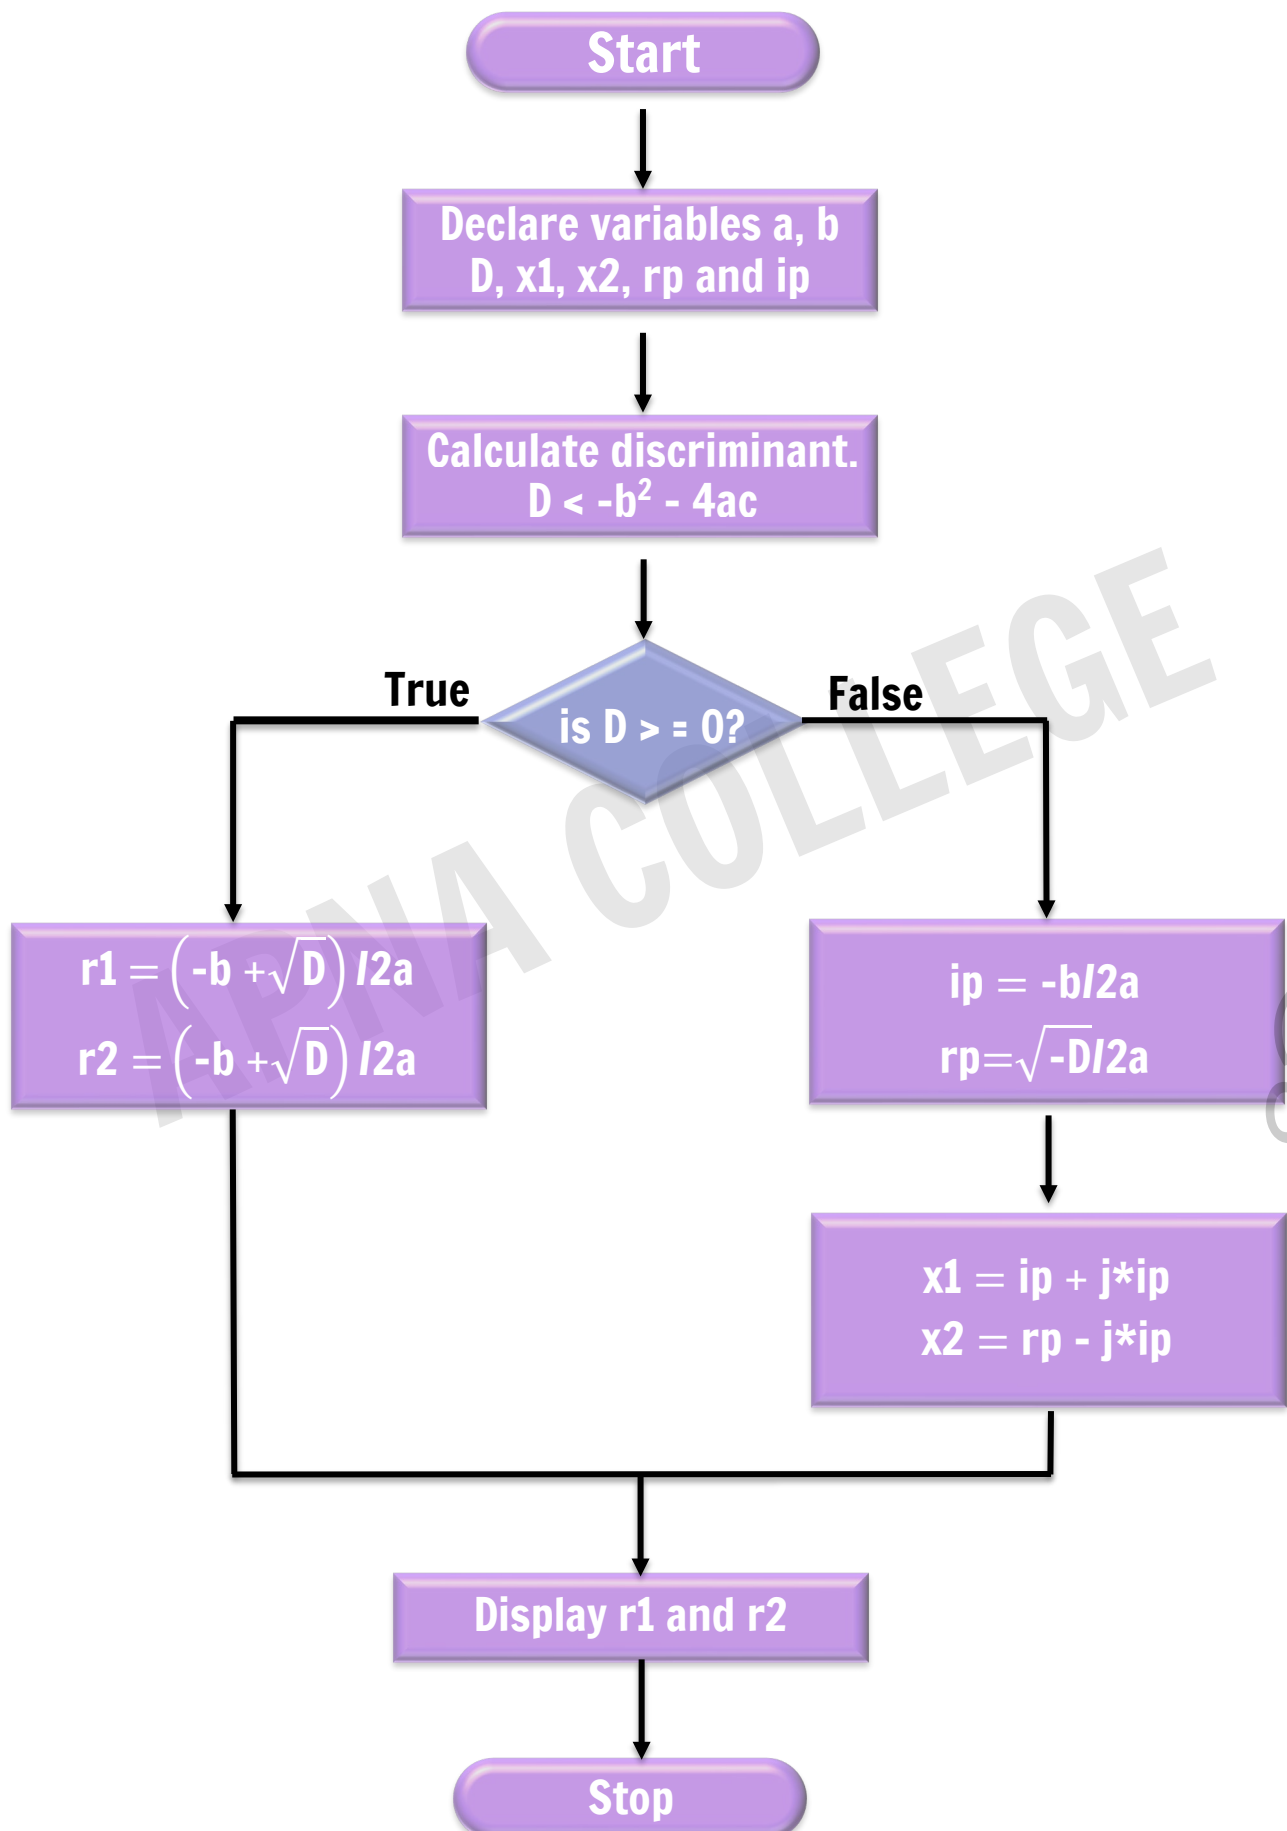 Start
Declare variables a, b
D, x1, x2, rp and ip
Calculate discriminant.
D < -b² - 4ac
True
is D > = 0?
False
r1 = (-b +√D) /2a
r2 = (-b +√D) /2a
ip = -b/2a
rp=√-D/2a
x1 = ip + j*ip
x2 = rp - j*ip
Display r1 and r2
Stop
APNA COLLEGE